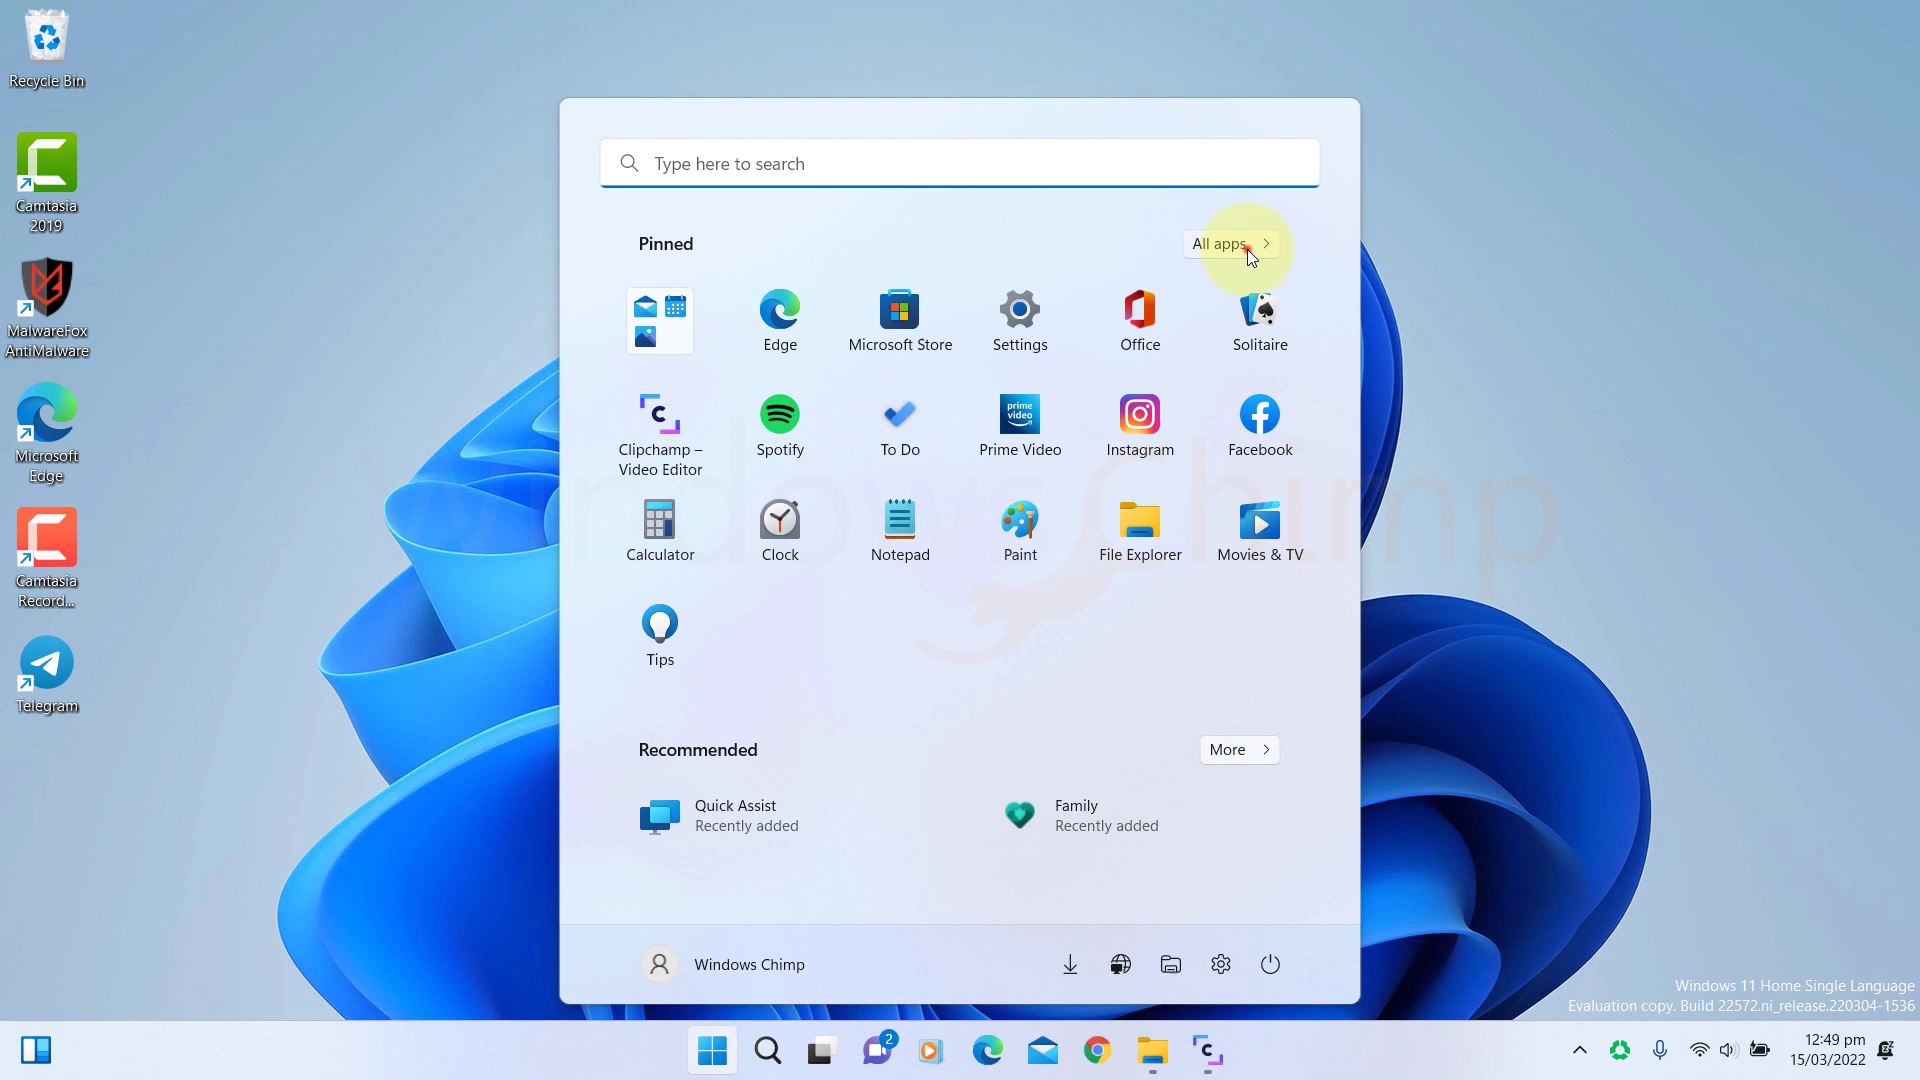 Recycle Bin
Camtasia
2019
MalwareFox
AntiMalware
Microsoft
Edge
Camtasia
Record...
Telegram
Type here to search
Pinned
All apps
Edge
Microsoft Store
Settings
Office
Solitaire
prime
video
Clipchamp –
Video Editor
Spotify
To Do
Prime Video
Instagram
Facebook
Calculator
Clock
Notepad
Paint
File Explorer
Movies & TV
Tips
Windows Chimp
Recommended
More
Quick Assist
Recently added
Family
Recently added
Windows Chimp
Windows 11 Home Single Language
Evaluation copy. Build 22572.ni_release.220304-1536
2
12:49 pm
15/03/2022